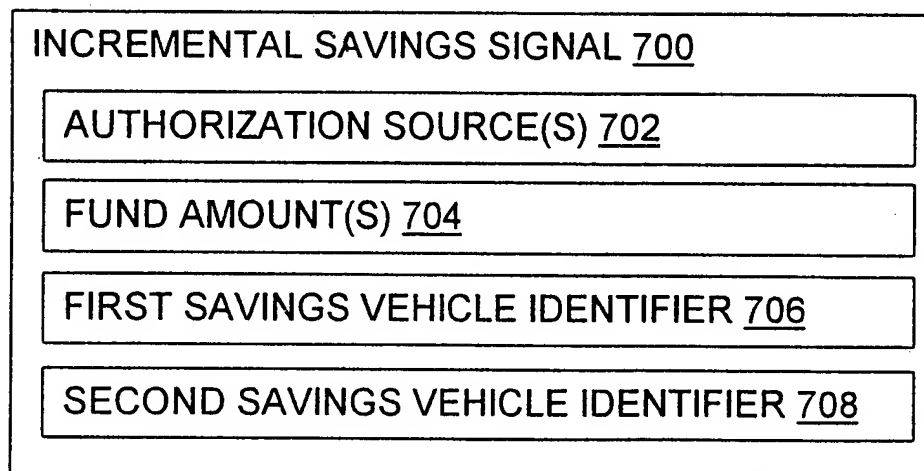 INCREMENTAL SAVINGS SIGNAL 700
AUTHORIZATION SOURCE(S) 702
FUND AMOUNT(S) 704
FIRST SAVINGS VEHICLE IDENTIFIER 706
SECOND SAVINGS VEHICLE IDENTIFIER 708